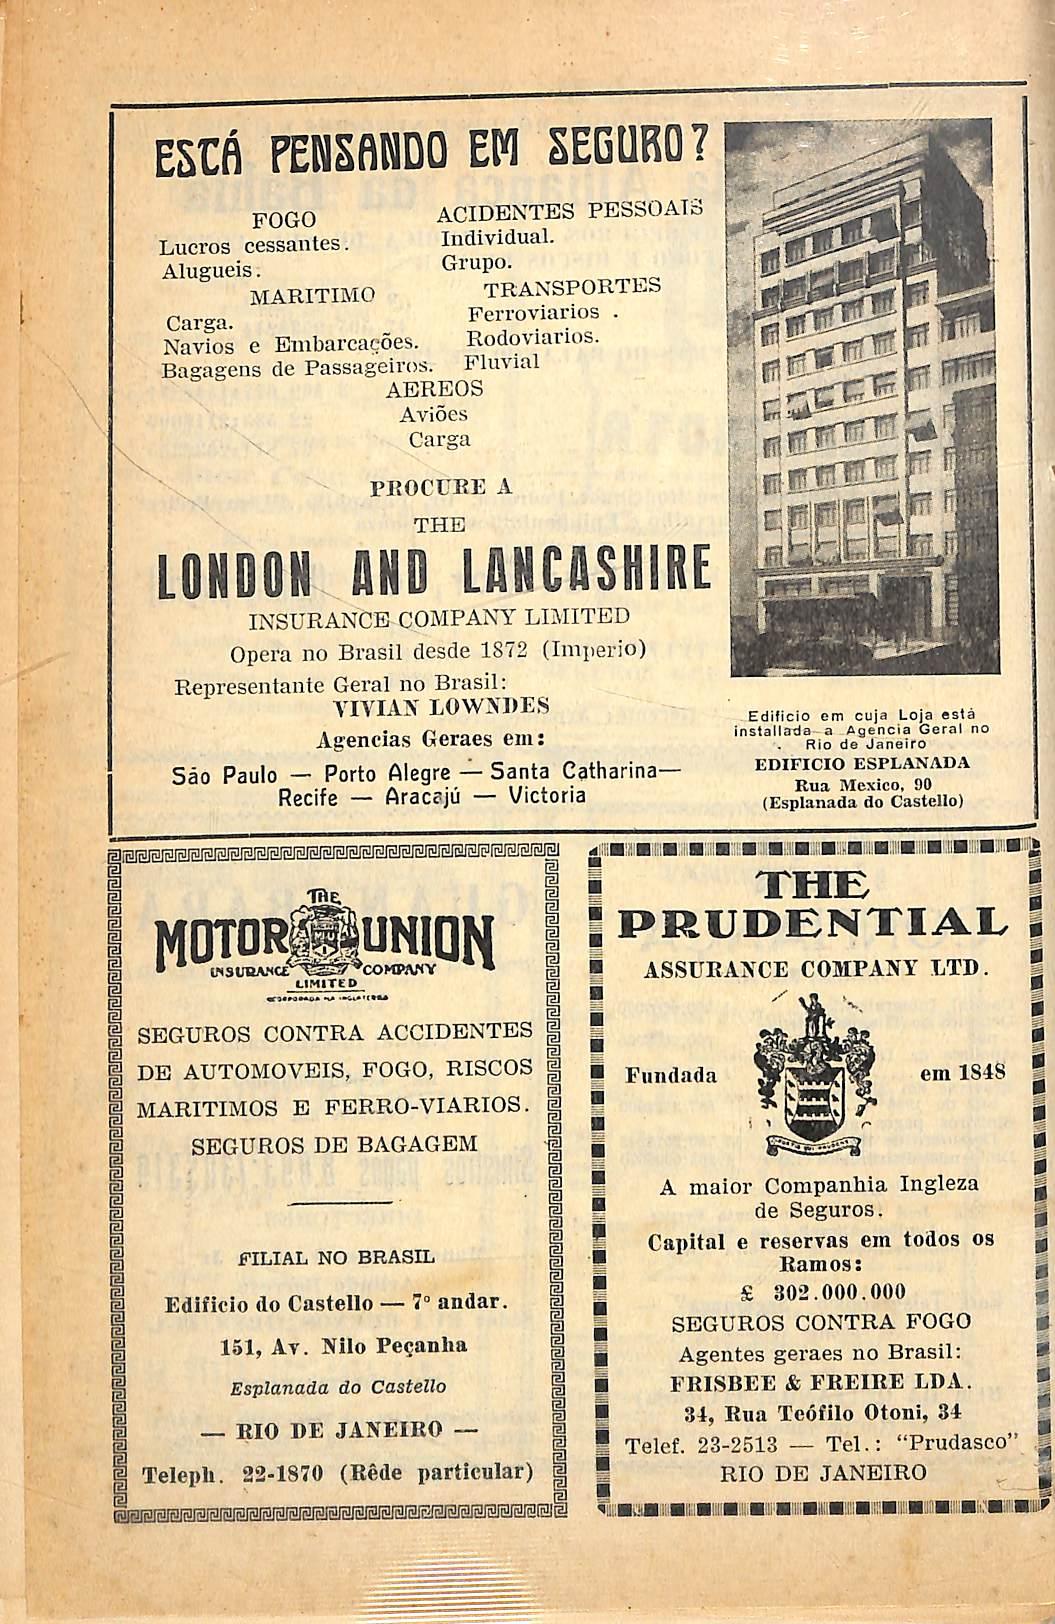 ESTÁ PENSANDO EM SEGURO?
FOGO
Lucros cessantes.
Alugueis.
MARITIMO
Carga.
Navios e Embarcações.
Bagagens de Passageiros.
ACIDENTES PESSOAIS
Individual.
Grupo.
TRANSPORTES
Ferroviarios .
Rodoviarios.
Fluvial
AEREOS
Aviões
Carga
PROCURE A
THE
LONDON AND LANCASHIRE
INSURANCE COMPANY LIMITED
Opera no Brasil desde 1872 (Imperio)
Representante Geral no Brasil:
VIVIAN LOWNDES
Agencias Geraes em:
São Paulo — Porto Alegre — Santa Catharina—
Recife — Aracajú — Victoria
Edificio em cuja Loja está
installada a Agencia Geral no
Rio de Janeiro
EDIFICIO ESPLANADA
Rua Mexico, 90
(Esplanada do Castello)
THE
MOTOR UNION
INSURANCE COMPANY
LIMITED
SEGUROS CONTRA ACCIDENTES
DE AUTOMOVEIS, FOGO, RISCOS
MARITIMOS E FERRO-VIARIOS.
SEGUROS DE BAGAGEM
FILIAL NO BRASIL
Edificio do Castello — 7º andar.
151, Av. Nilo Peçanha
Esplanada do Castello
— RIO DE JANEIRO —
Teleph. 22-1870 (Rêde particular)
THE
PRUDENTIAL
ASSURANCE COMPANY LTD.
Fundada em 1848
A maior Companhia Ingleza
de Seguros.
Capital e reservas em todos os
Ramos:
£ 302.000.000
SEGUROS CONTRA FOGO
Agentes geraes no Brasil:
FRISBEE & FREIRE LDA.
34, Rua Teófilo Otoni, 34
Telef. 23-2513 — Tel.: “Prudasco”
RIO DE JANEIRO